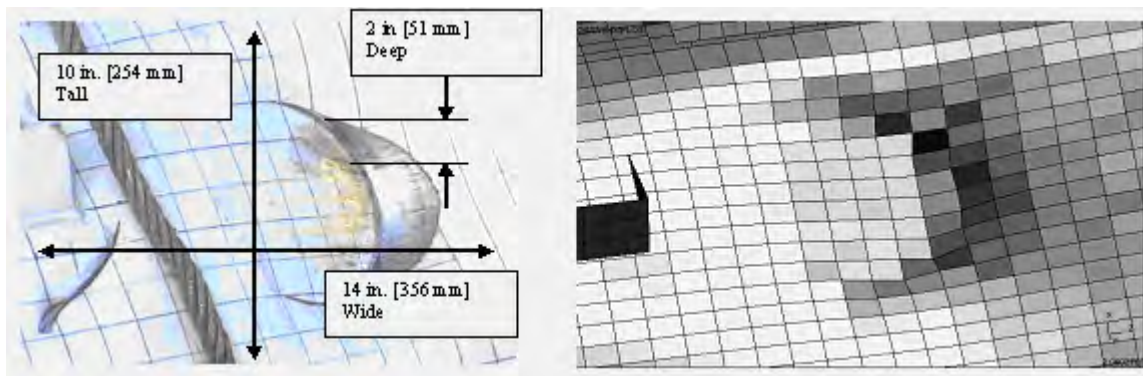 2 in [51 mm]
Deep
10 in. [254 mm]
Tall
14 in. [356 mm]
Wide